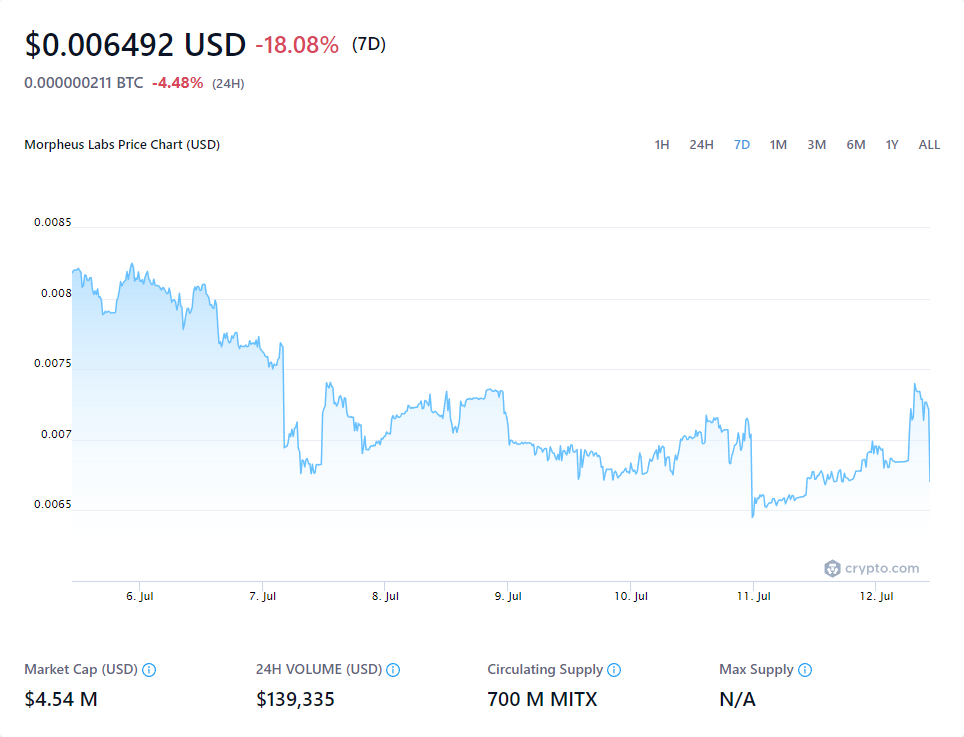 $0.006492 USD -18.08% (7D)
0.000000211 BTC -4.48% (24H)
Morpheus Labs Price Chart (USD) 1H 24H 7D 1M 3M 6M 1Y ALL
0.0085
0.008
0.0075
0.007
0.0065
crypto.com
6. Jul 7. Jul 8. Jul 9. Jul 10. Jul 11. Jul 12. Jul
Market Cap (USD) 24H VOLUME (USD) Circulating Supply Max Supply
$4.54 M $139,335 700 M MITX N/A